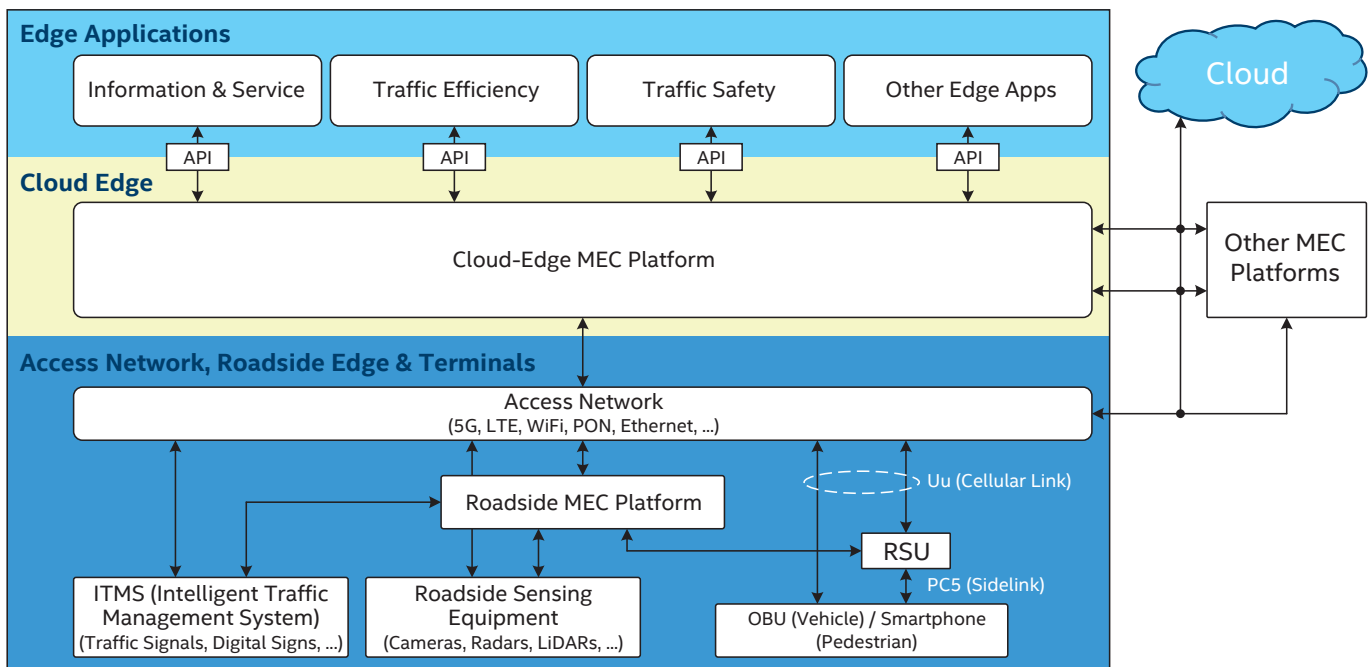 Edge Applications
Cloud
Information & Service
Traffic Efficiency
Traffic Safety
Other Edge Apps
API
API
API
API
Cloud Edge
Cloud-Edge MEC Platform
Other MEC
Platforms
Access Network, Roadside Edge & Terminals
Access Network
(5G, LTE, WiFi, PON, Ethernet, ...)
Uu (Cellular Link)
Roadside MEC Platform
RSU
PC5 (Sidelink)
ITMS (Intelligent Traffic
Management System)
(Traffic Signals, Digital Signs, ...)
Roadside Sensing
Equipment
(Cameras, Radars, LiDARs, ...)
OBU (Vehicle) / Smartphone
(Pedestrian)